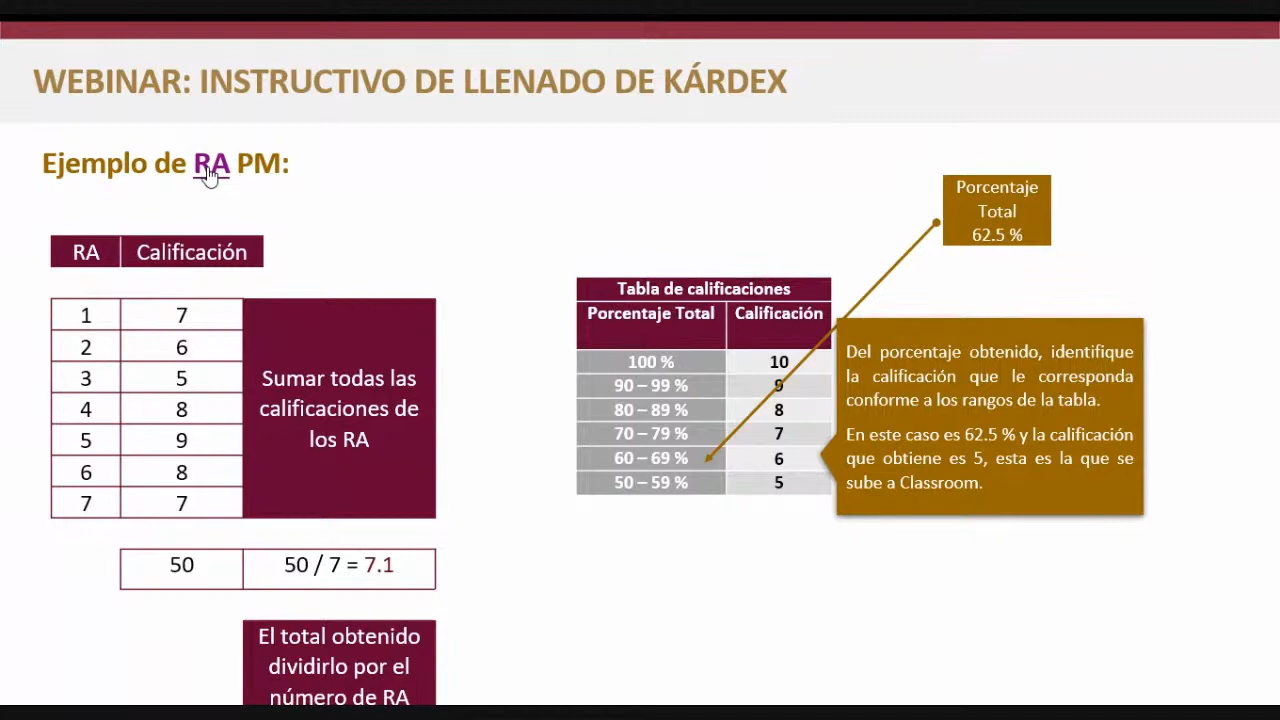 WEBINAR: INSTRUCTIVO DE LLENADO DE KÁRDEX
Ejemplo de RA PM:
RA Calificación
1 7
2 6
3 5
4 8
5 9
6 8
7 7
Sumar todas las
calificaciones de
los RA
50 50 / 7 = 7.1
El total obtenido
dividirlo por el
número de RA
Porcentaje
Total
62.5 %
Tabla de calificaciones
Porcentaje Total Calificación
100 % 10
90 – 99 % 9
80 – 89 % 8
70 – 79 % 7
60 – 69 % 6
50 – 59 % 5
Del porcentaje obtenido, identifique
la calificación que le corresponda
conforme a los rangos de la tabla.
En este caso es 62.5 % y la calificación
que obtiene es 5, esta es la que se
sube a Classroom.